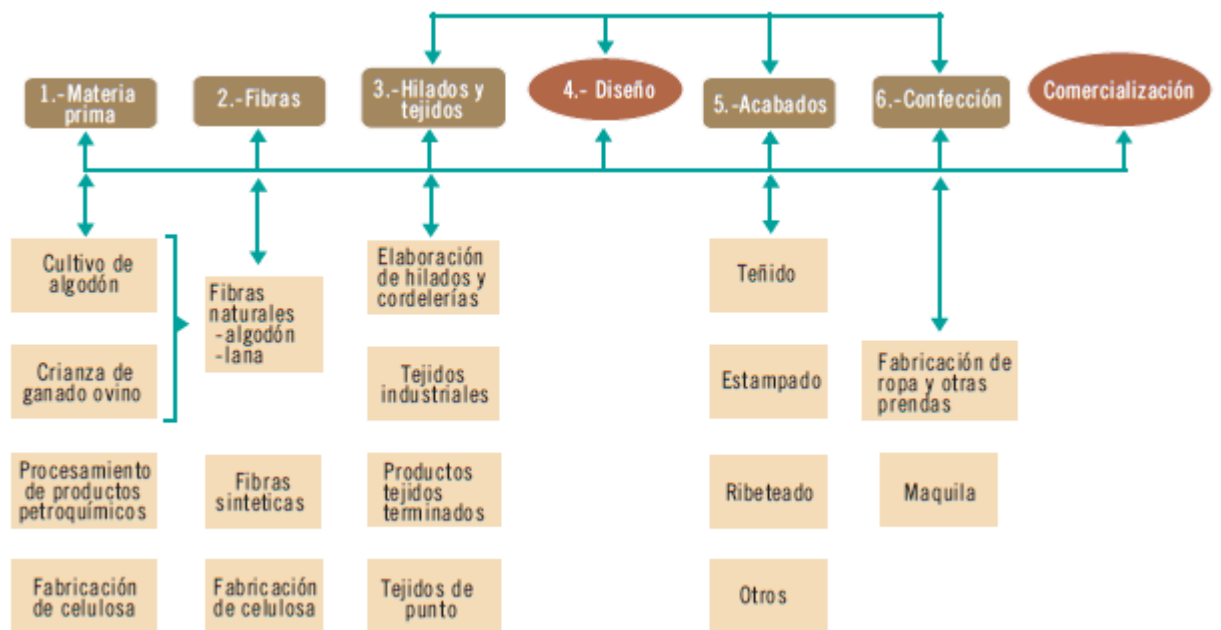 1.-Materia
prima
2.-Fibras
3.-Hilados y
tejidos
4.- Diseño
5.-Acabados
6.-Confección
Comercialización
Cultivo de
algodón
Crianza de
ganado ovino
Procesamiento
de productos
petroquímicos
Fabricación
de celulosa
Fibras
naturales
-algodón
-lana
Fibras
sinteticas
Fabricación
de celulosa
Elaboración
de hilados y
cordelerías
Tejidos
industriales
Productos
tejidos
terminados
Tejidos de
punto
Teñido
Estampado
Ribeteado
Otros
Fabricación de
ropa y otras
prendas
Maquila